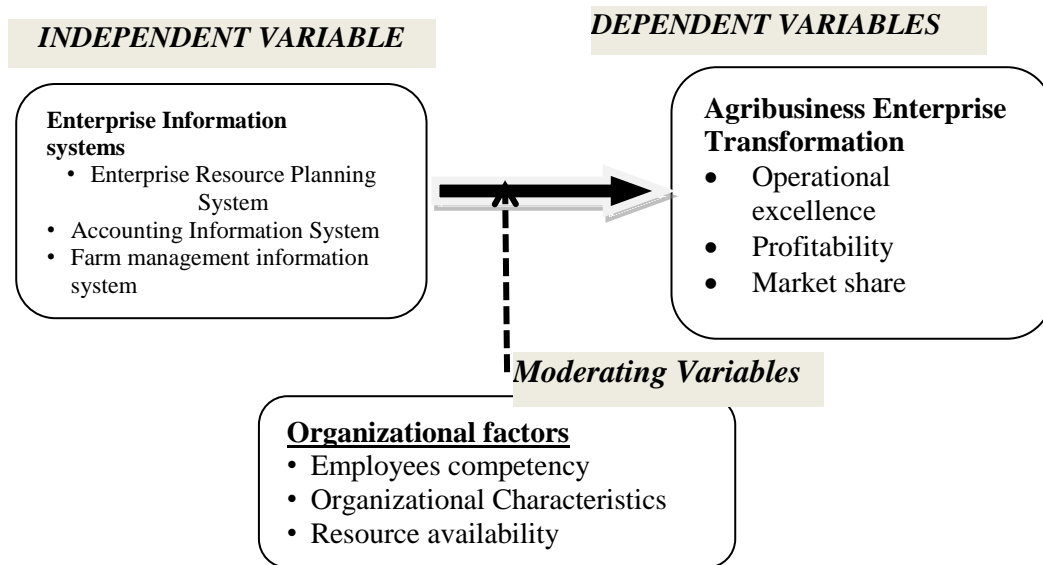 INDEPENDENT VARIABLE
DEPENDENT VARIABLES
Enterprise Information
systems
• Enterprise Resource Planning
System
• Accounting Information System
• Farm management information
system
Agribusiness Enterprise
Transformation
• Operational
excellence
• Profitability
• Market share
Moderating Variables
Organizational factors
• Employees competency
• Organizational Characteristics
• Resource availability